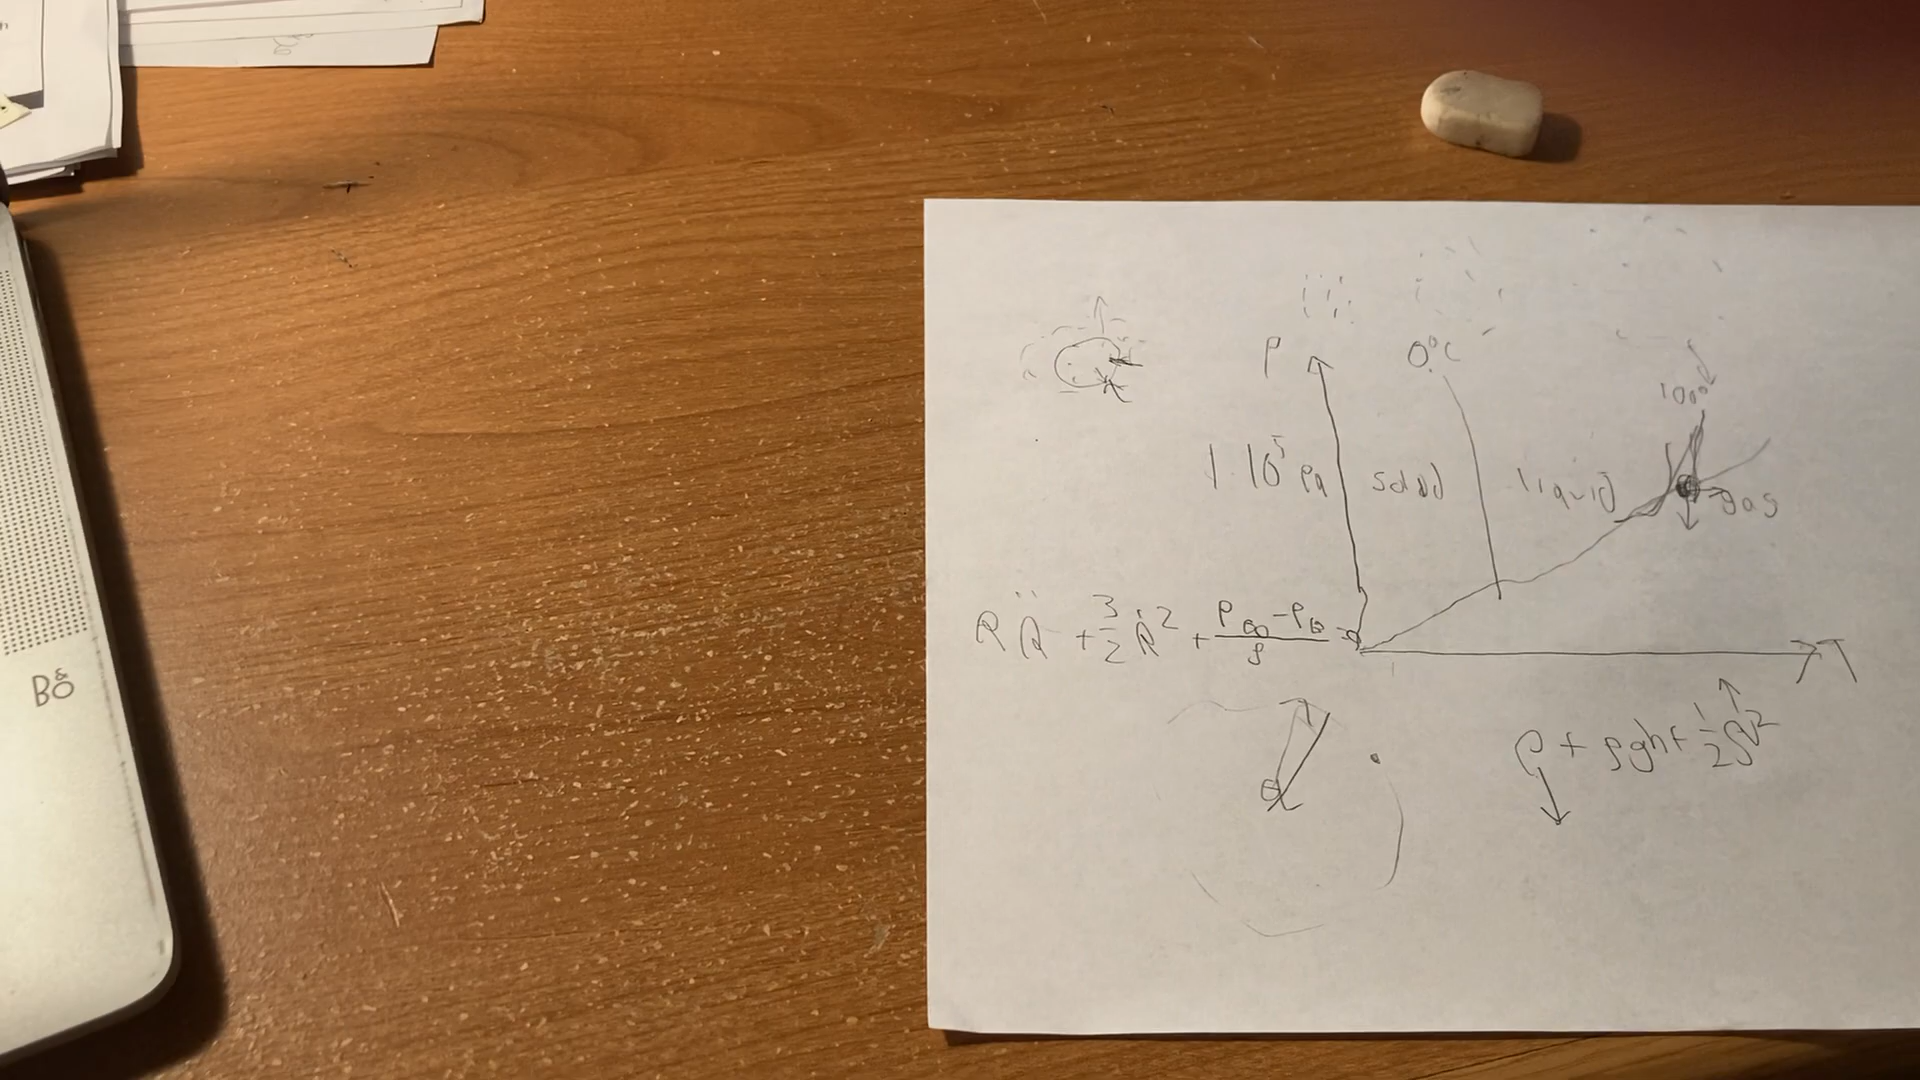 P
0°C
100°
1·10⁵ Pa
solid
liquid
gas
RR̈ + 3/2 Ṙ² + (P∞ - PB)/ρ = 0
T
P + ρgh + 1/2 ρv²
B&O